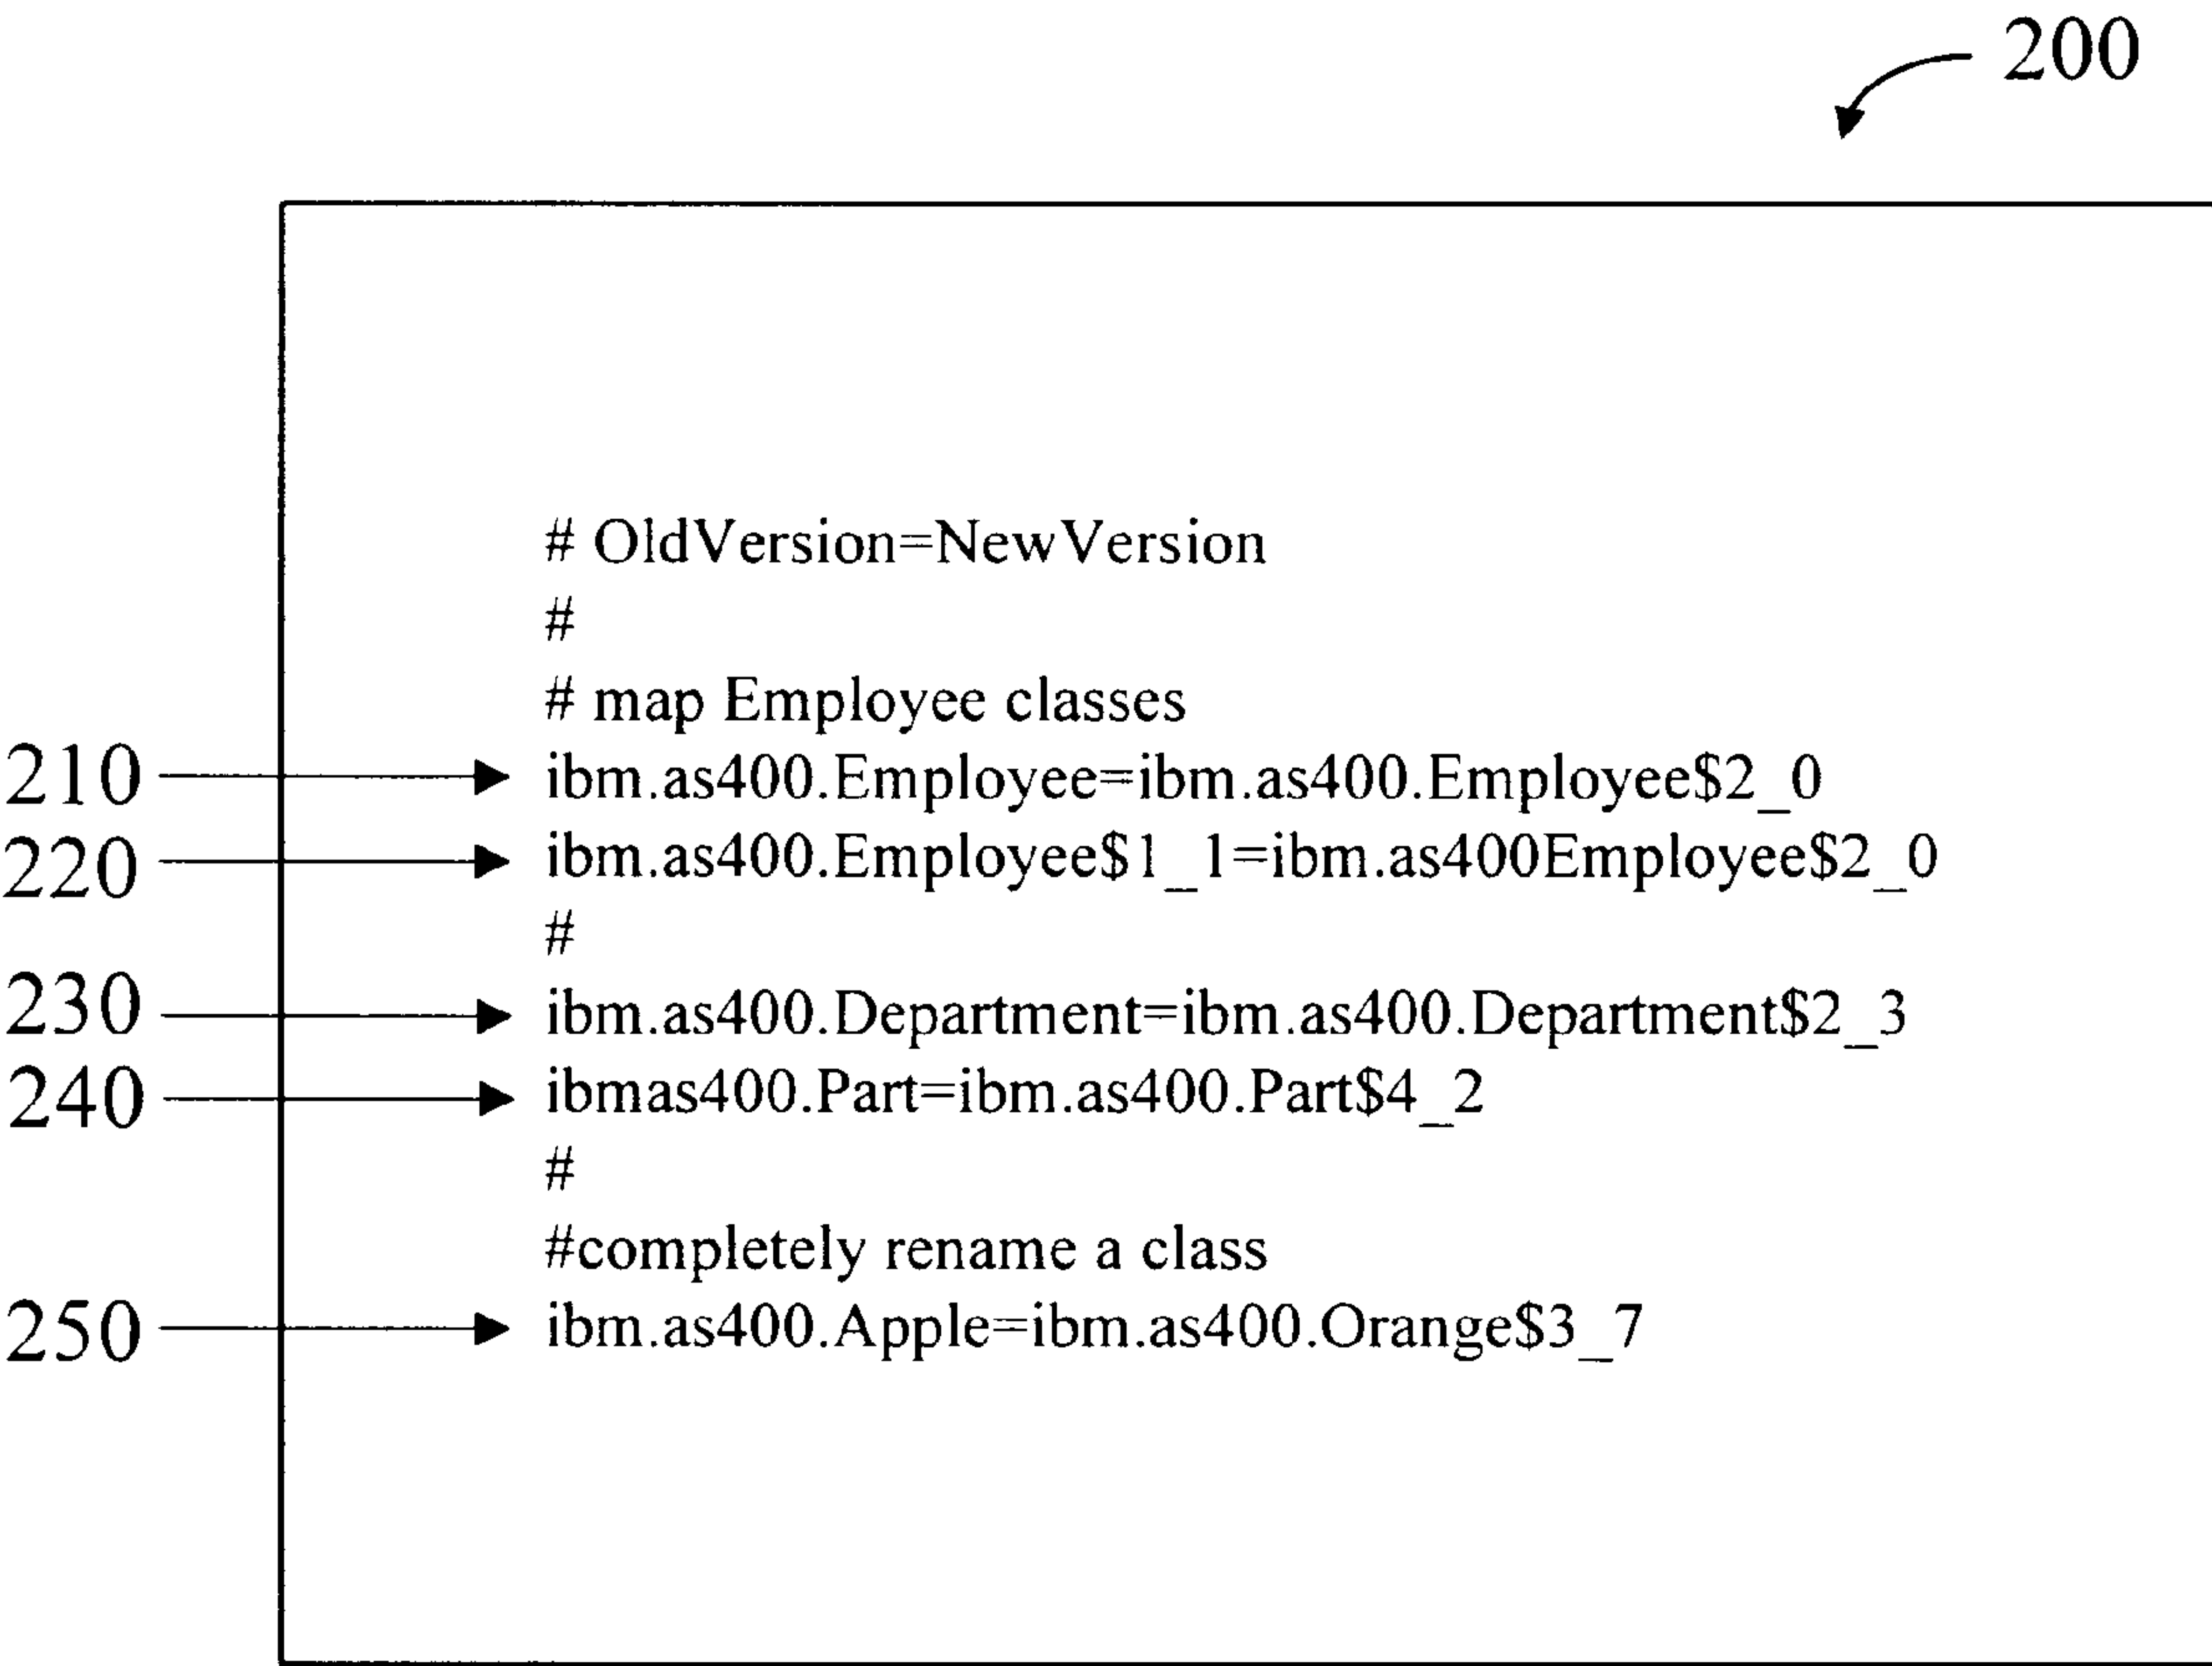 200
# OldVersion=NewVersion
#
# map Employee classes
210 ibm.as400.Employee=ibm.as400.Employee$2_0
220 ibm.as400.Employee$1_1=ibm.as400Employee$2_0
#
230 ibm.as400.Department=ibm.as400.Department$2_3
240 ibmas400.Part=ibm.as400.Part$4_2
#
#completely rename a class
250 ibm.as400.Apple=ibm.as400.Orange$3_7